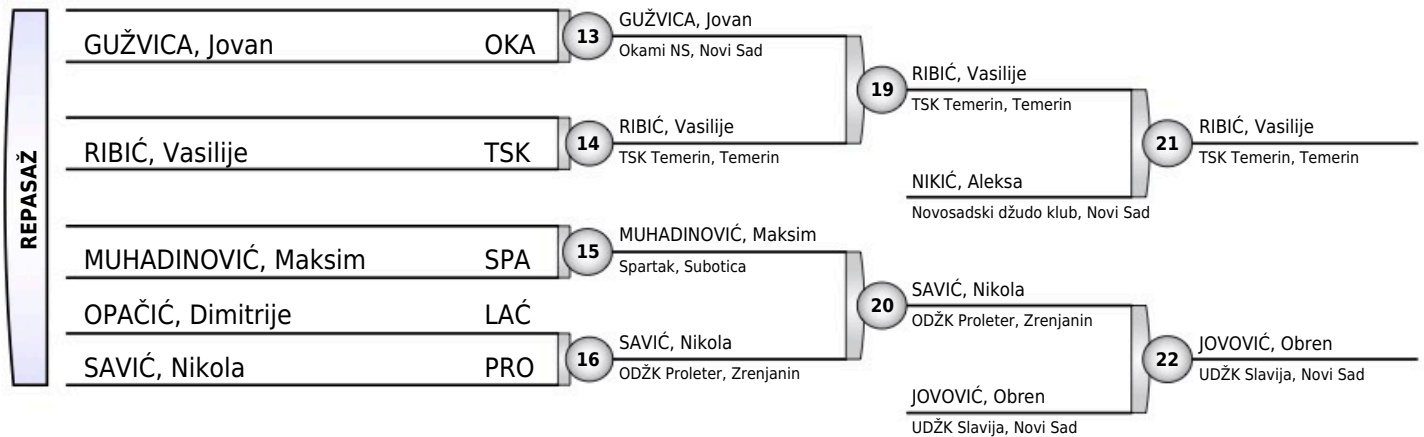 REPASAŽ
GUŽVICA, Jovan OKA
RIBIĆ, Vasilije TSK
MUHADINOVIĆ, Maksim SPA
OPAČIĆ, Dimitrije LAĆ
SAVIĆ, Nikola PRO
13
GUŽVICA, Jovan
Okami NS, Novi Sad
14
RIBIĆ, Vasilije
TSK Temerin, Temerin
15
MUHADINOVIĆ, Maksim
Spartak, Subotica
16
SAVIĆ, Nikola
ODŽK Proleter, Zrenjanin
19
RIBIĆ, Vasilije
TSK Temerin, Temerin
NIKIĆ, Aleksa
Novosadski džudo klub, Novi Sad
20
SAVIĆ, Nikola
ODŽK Proleter, Zrenjanin
JOVOVIĆ, Obren
UDŽK Slavija, Novi Sad
21
RIBIĆ, Vasilije
TSK Temerin, Temerin
22
JOVOVIĆ, Obren
UDŽK Slavija, Novi Sad